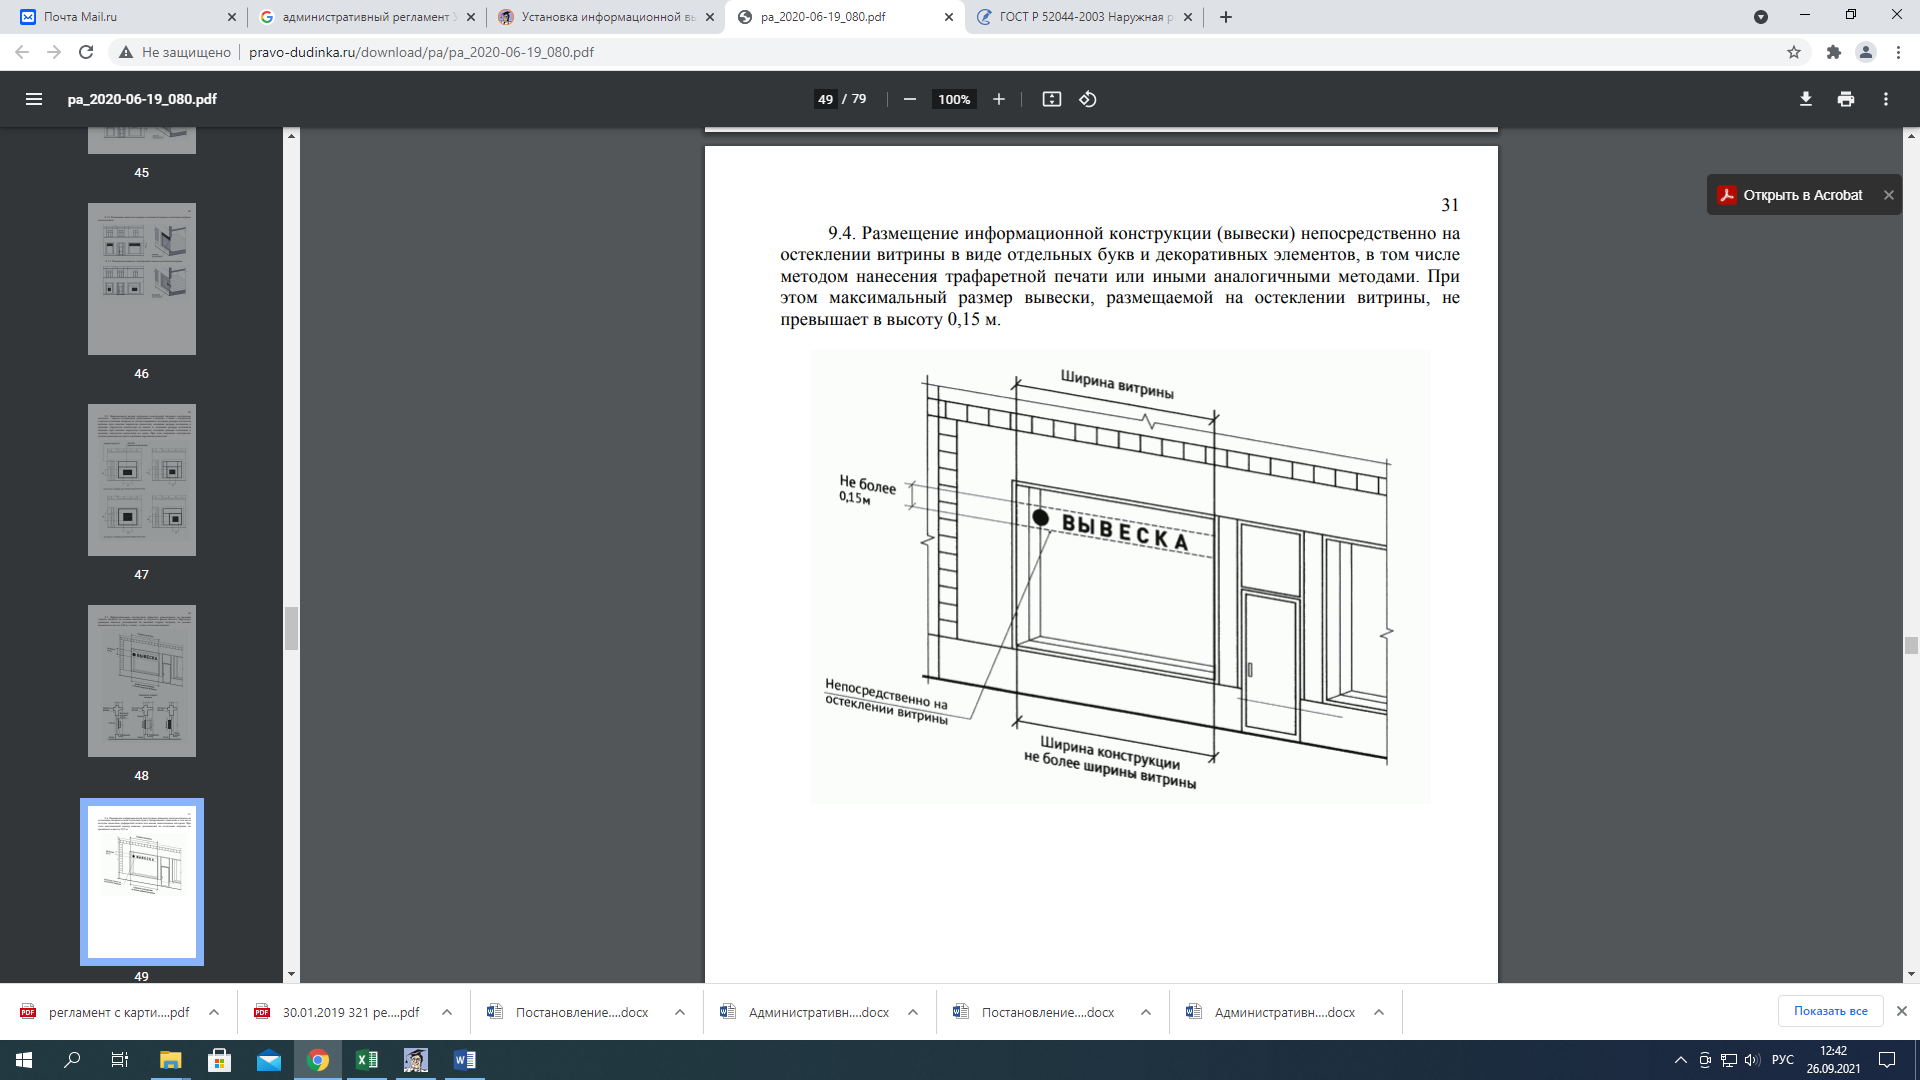 Почта Mail.ru
административный регламент
Установка информационной вы
pa_2020-06-19_080.pdf
ГОСТ Р 52044-2003 Наружная р
Не защищено
pravo-dudinka.ru/download/pa/pa_2020-06-19_080.pdf
pa_2020-06-19_080.pdf
49 / 79
100%
Открыть в Acrobat
45
46
47
48
49
31
9.4. Размещение информационной конструкции (вывески) непосредственно на
остеклении витрины в виде отдельных букв и декоративных элементов, в том числе
методом нанесения трафаретной печати или иными аналогичными методами. При
этом максимальный размер вывески, размещаемой на остеклении витрины, не
превышает в высоту 0,15 м.
Ширина витрины
Не более
0,15м
ВЫВЕСКА
Непосредственно на
остеклении витрины
Ширина конструкции
не более ширины витрины
регламент с карти....pdf
30.01.2019 321 ре....pdf
Постановление....docx
Административн....docx
Постановление....docx
Административн....docx
Показать все
РУС
12:42
26.09.2021